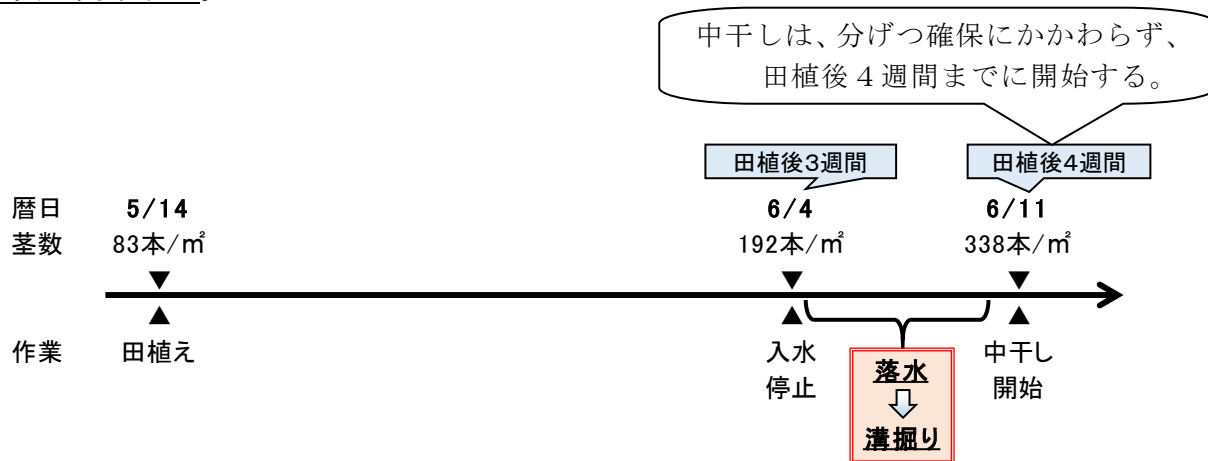 中干しは、分げつ確保にかかわらず、
田植後４週間までに開始する。
田植後3週間 田植後4週間
暦日 5/14 6/4 6/11
茎数 83本/㎡ 192本/㎡ 338本/㎡
作業 田植え 入水 中干し
停止 開始
落水
溝掘り